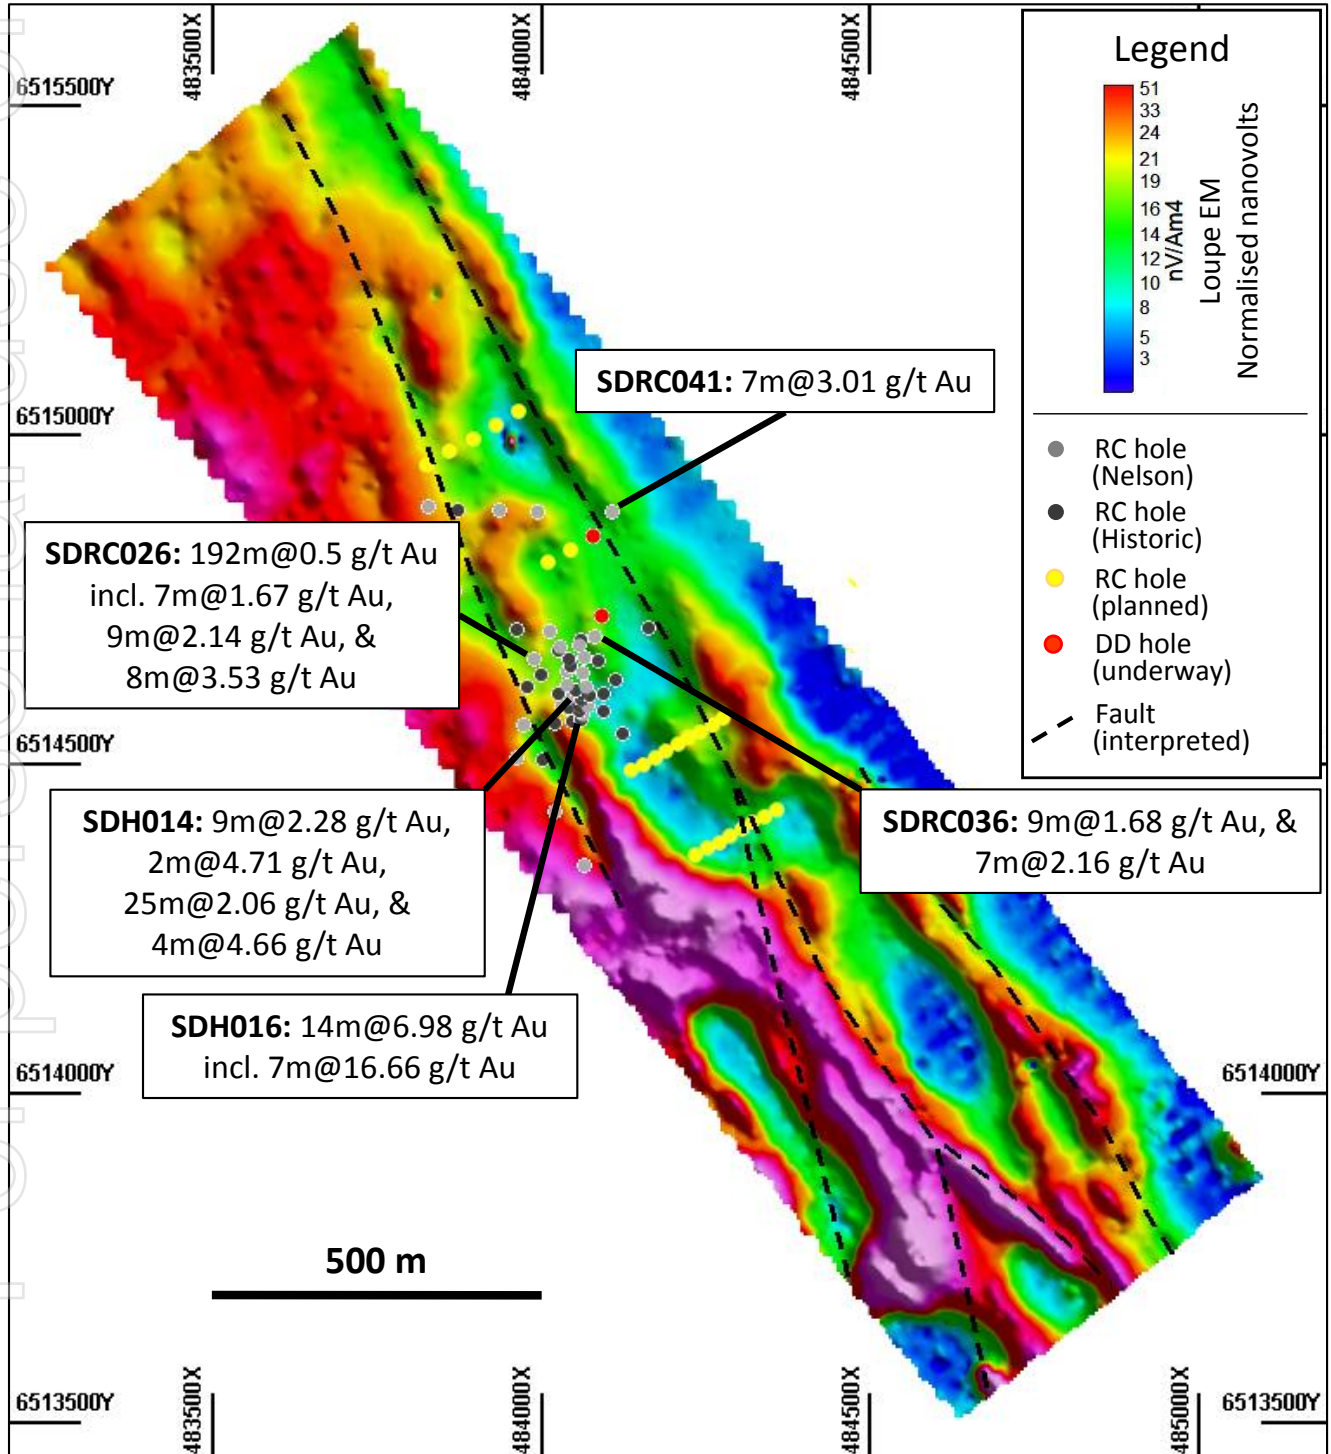 483500X
484000X
484500X
6515500Y
Legend
51
33
24
21
19
16
14
12
10
8
5
3
nV/Am4
Loupe EM
Normalised nanovolts
RC hole
(Nelson)
RC hole
(Historic)
RC hole
(planned)
DD hole
(underway)
Fault
(interpreted)
SDRC041: 7m@3.01 g/t Au
6515000Y
SDRC026: 192m@0.5 g/t Au
incl. 7m@1.67 g/t Au,
9m@2.14 g/t Au, &
8m@3.53 g/t Au
6514500Y
SDH014: 9m@2.28 g/t Au,
2m@4.71 g/t Au,
25m@2.06 g/t Au, &
4m@4.66 g/t Au
SDRC036: 9m@1.68 g/t Au, &
7m@2.16 g/t Au
SDH016: 14m@6.98 g/t Au
incl. 7m@16.66 g/t Au
6514000Y
6514000Y
500 m
6513500Y
6513500Y
483500X
484000X
484500X
485000X